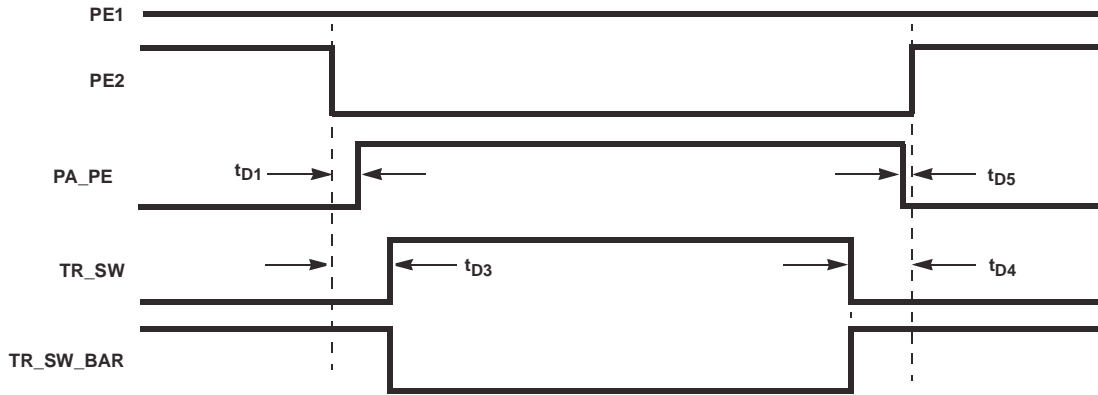 PE1
PE2
PA_PE
tD1
tD5
TR_SW
tD3
tD4
TR_SW_BAR